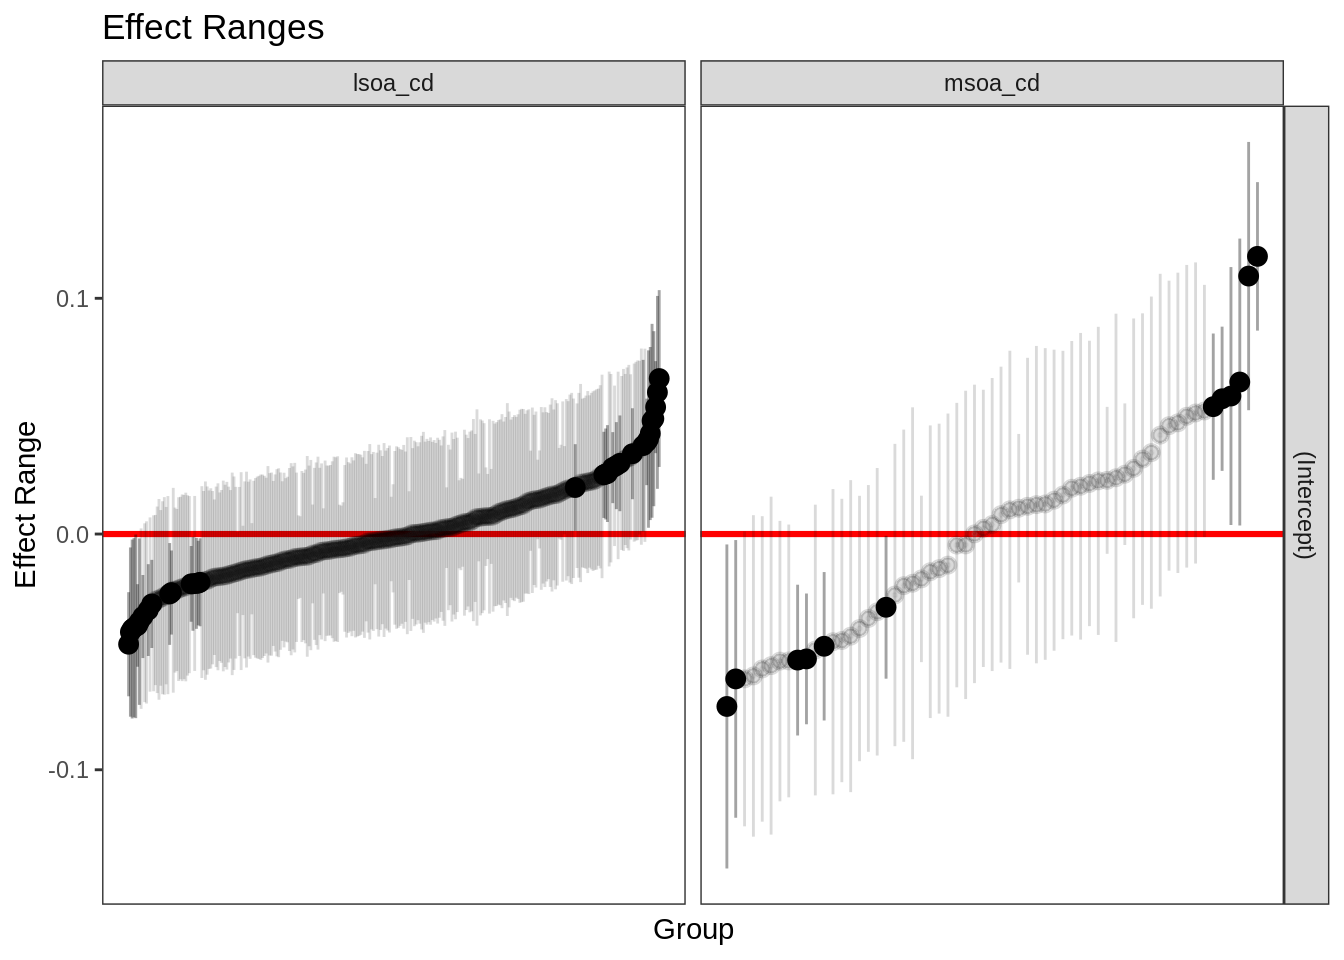 Effect Ranges
lsoa_cd
msoa_cd
(Intercept)
Effect Range
0.1
0.0
-0.1
Group